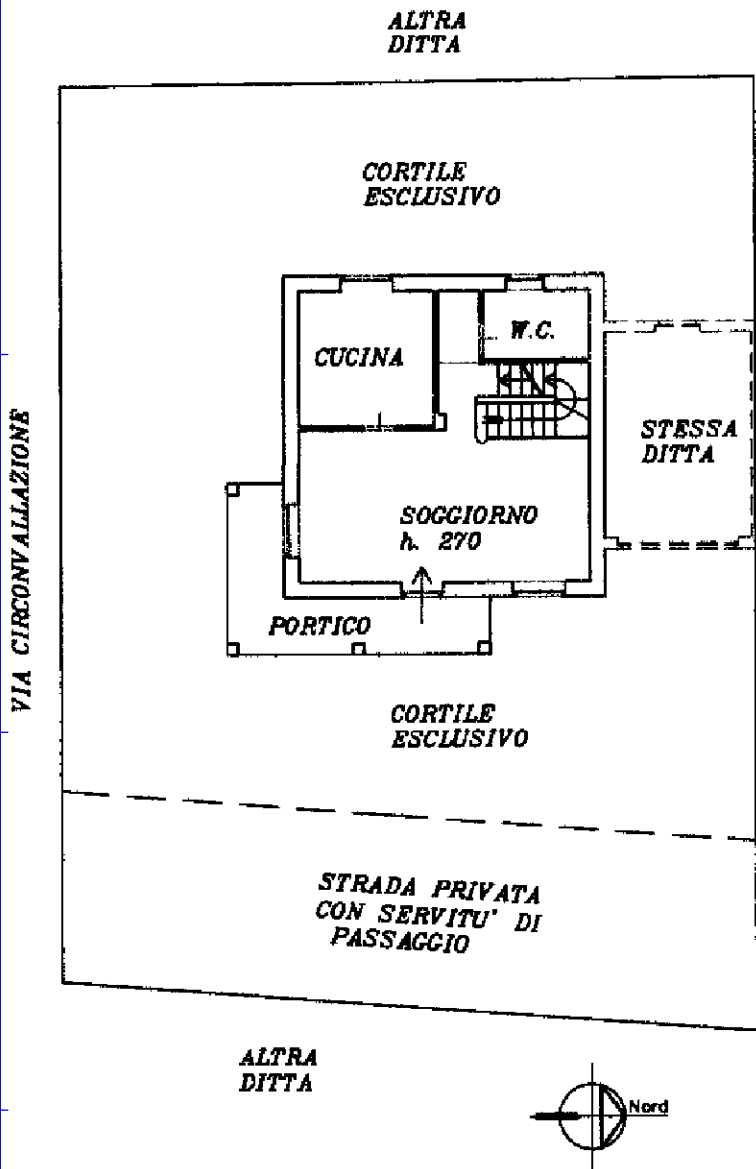 ALTRA
DITTA
CORTILE
ESCLUSIVO
CUCINA
W.C.
STESSA
DITTA
VIA CIRCONVALLAZIONE
SOGGIORNO
h. 270
PORTICO
CORTILE
ESCLUSIVO
STRADA PRIVATA
CON SERVITU' DI
PASSAGGIO
ALTRA
DITTA
Nord